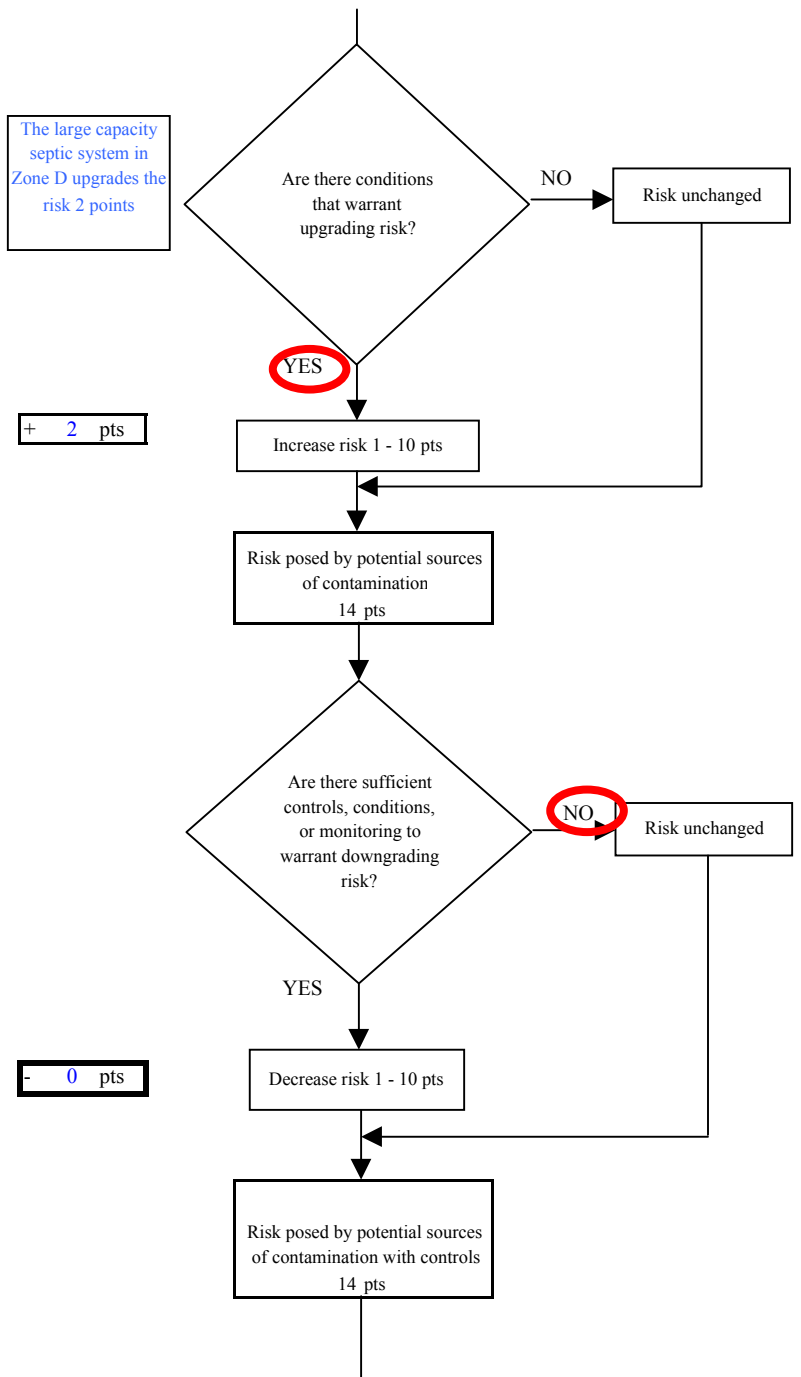 The large capacity
septic system in
Zone D upgrades the
risk 2 points
Are there conditions
that warrant
upgrading risk?
NO
Risk unchanged
YES
+ 2 pts
Increase risk 1 - 10 pts
Risk posed by potential sources
of contamination
14 pts
Are there sufficient
controls, conditions,
or monitoring to
warrant downgrading
risk?
NO
Risk unchanged
YES
- 0 pts
Decrease risk 1 - 10 pts
Risk posed by potential sources
of contamination with controls
14 pts